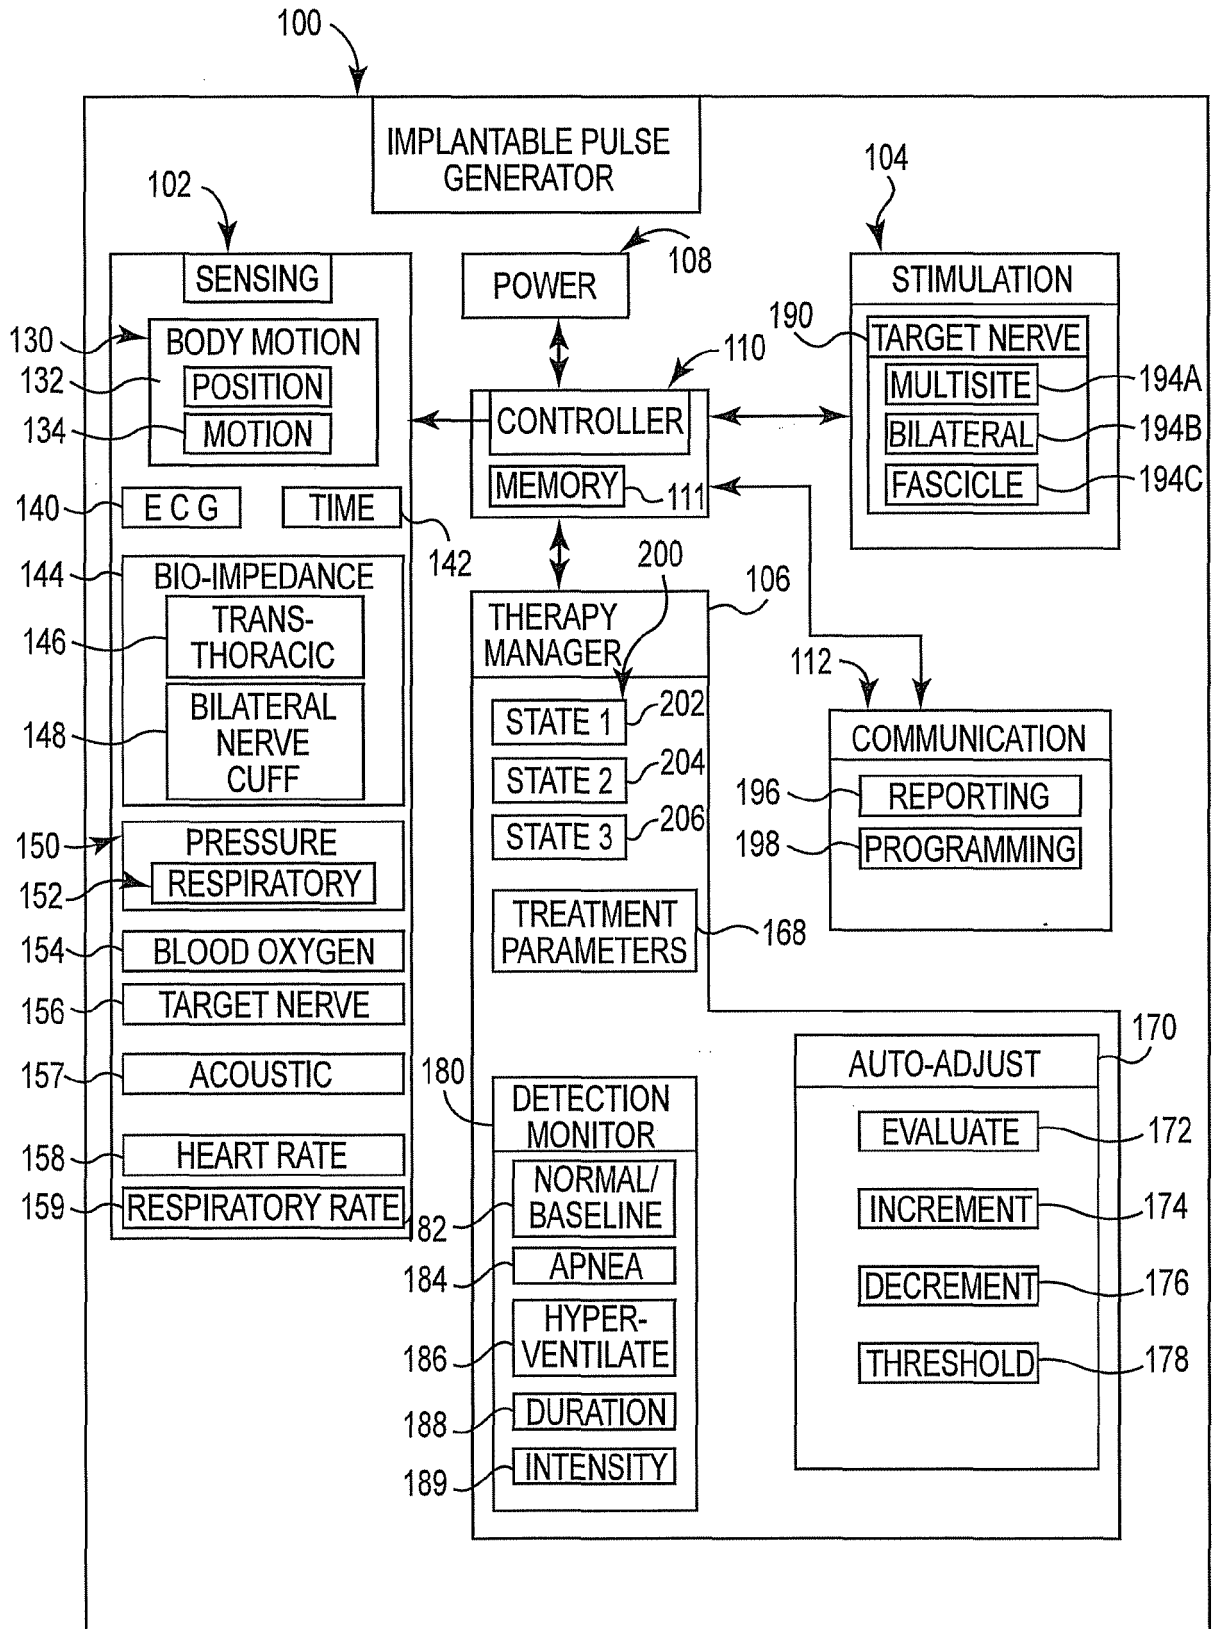 100
IMPLANTABLE PULSE
GENERATOR
102
SENSING
130
BODY MOTION
132
POSITION
134
MOTION
140
E C G
TIME
142
144
BIO-IMPEDANCE
146
TRANS-
THORACIC
148
BILATERAL
NERVE
CUFF
150
PRESSURE
152
RESPIRATORY
154
BLOOD OXYGEN
156
TARGET NERVE
157
ACOUSTIC
158
HEART RATE
159
RESPIRATORY RATE
108
POWER
110
CONTROLLER
MEMORY
111
104
STIMULATION
190
TARGET NERVE
MULTISITE
194A
BILATERAL
194B
FASCICLE
194C
200
106
THERAPY
MANAGER
STATE 1
202
STATE 2
204
STATE 3
206
TREATMENT
PARAMETERS
168
112
COMMUNICATION
196
REPORTING
198
PROGRAMMING
180
DETECTION
MONITOR
182
NORMAL/
BASELINE
184
APNEA
186
HYPER-
VENTILATE
188
DURATION
189
INTENSITY
170
AUTO-ADJUST
EVALUATE
172
INCREMENT
174
DECREMENT
176
THRESHOLD
178